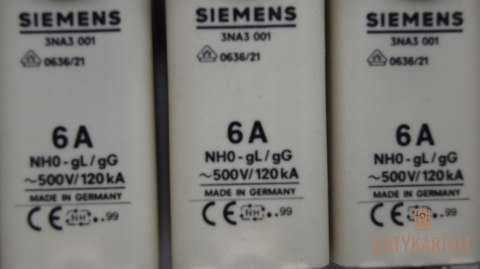 SIEMENS
3NA3 001
0636/21
6A
NH0-gL/gG
~500V/120kA
MADE IN GERMANY
CE NH ..99
SIEMENS
3NA3 001
0636/21
6A
NH0-gL/gG
~500V/120kA
MADE IN GERMANY
CE NH ..99
SIEMENS
3NA3 001
0636/21
6A
NH0-gL/gG
~500V/120kA
MADE IN GERMANY
CE NH ..99
ANTYKARIUM